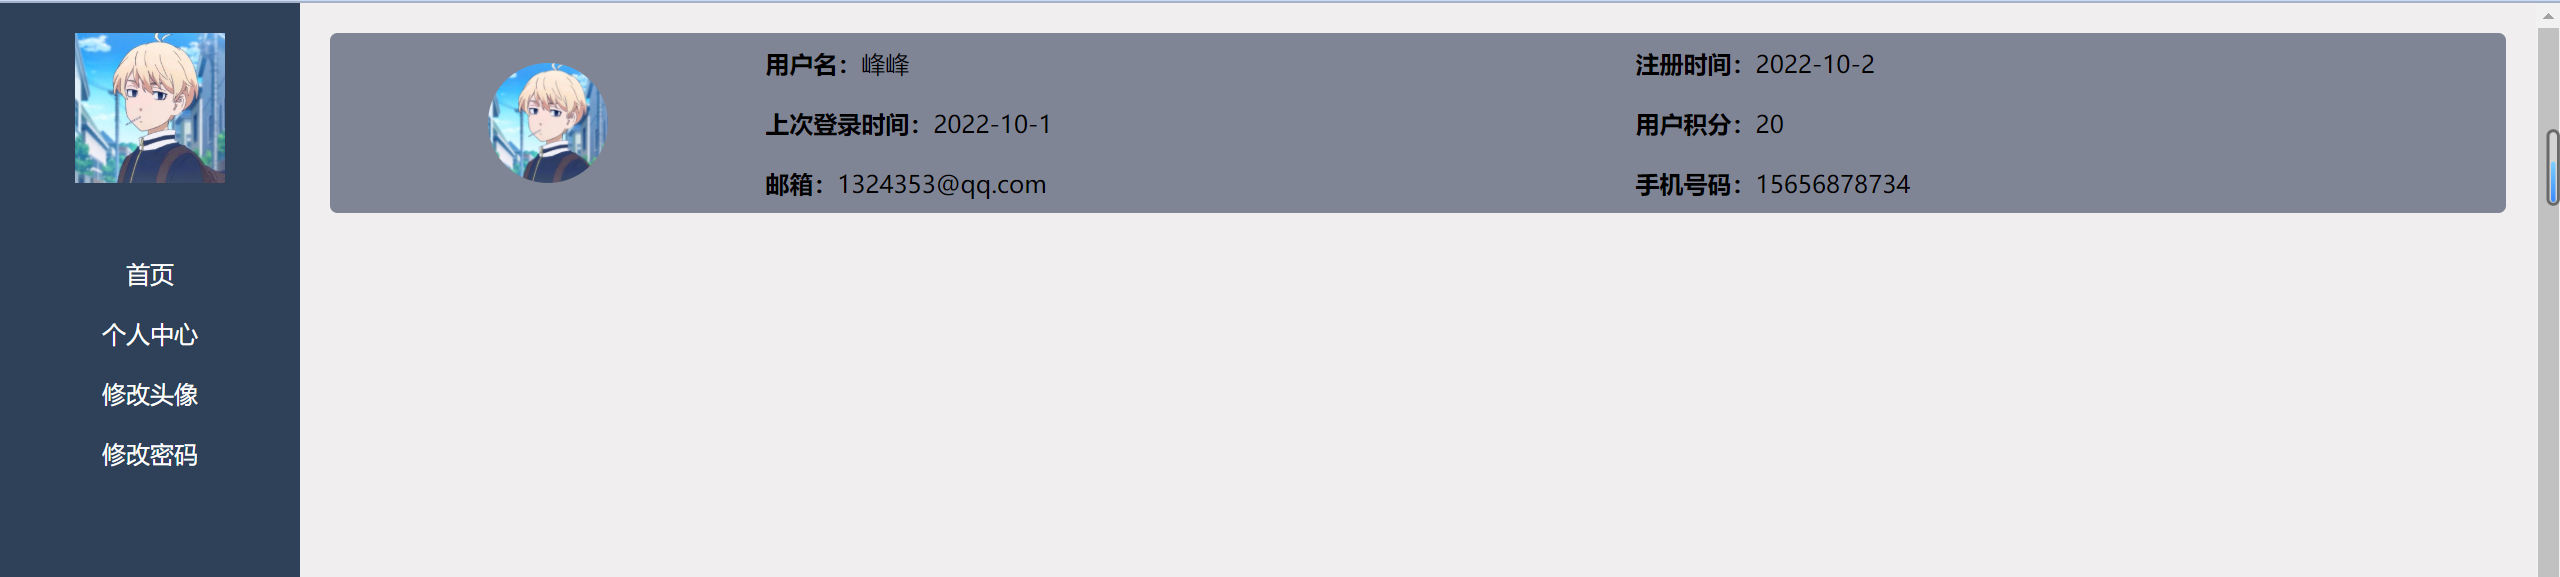 首页
个人中心
修改头像
修改密码
用户名：峰峰
注册时间：2022-10-2
上次登录时间：2022-10-1
用户积分：20
邮箱：1324353@qq.com
手机号码：15656878734